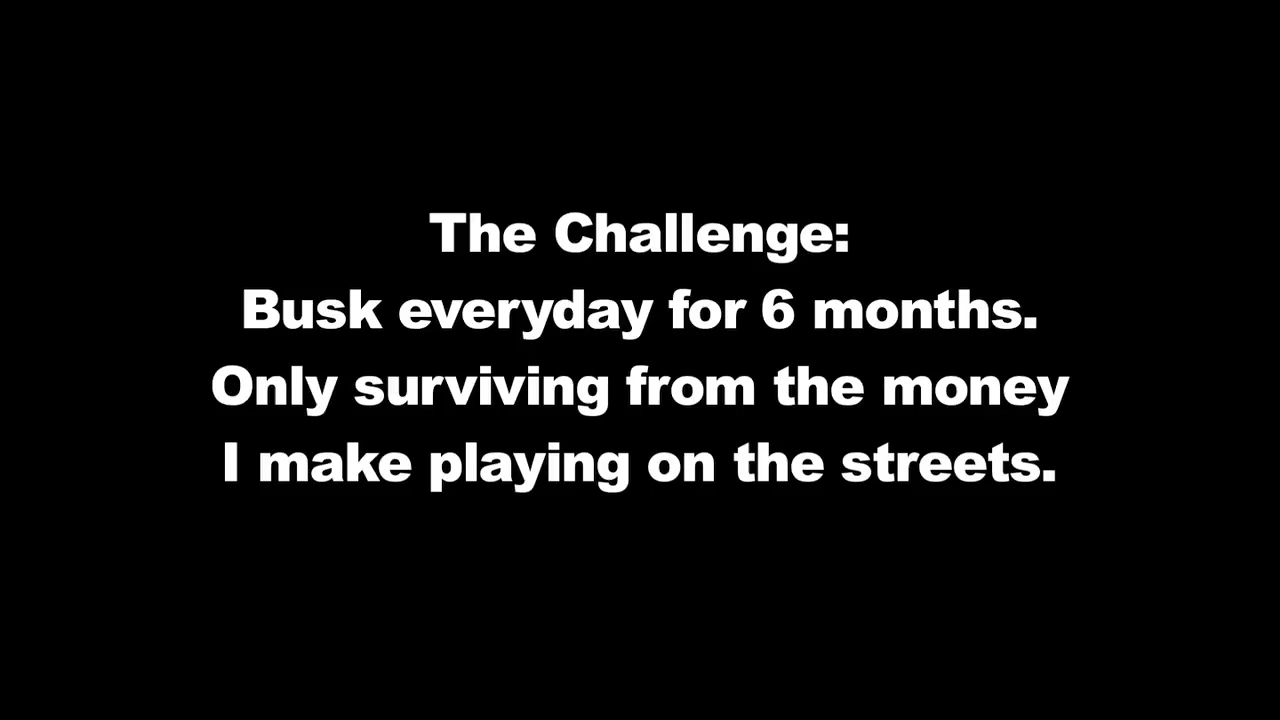 The Challenge:
Busk everyday for 6 months.
Only surviving from the money
I make playing on the streets.